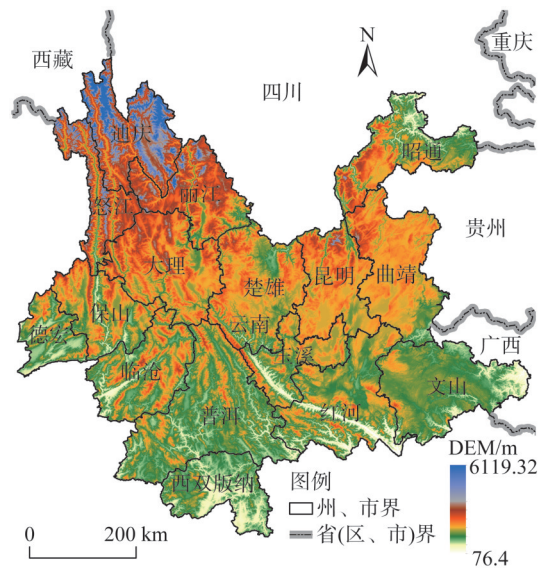 重庆
西藏
N
四川
迪庆
昭通
丽江
怒江
贵州
大理
昆明
曲靖
楚雄
保山
云南
德宏
玉溪
广西
临沧
文山
红河
普洱
DEM/m
6119.32
西双版纳
图例
州、市界
省(区、市)界
0 200 km
76.4